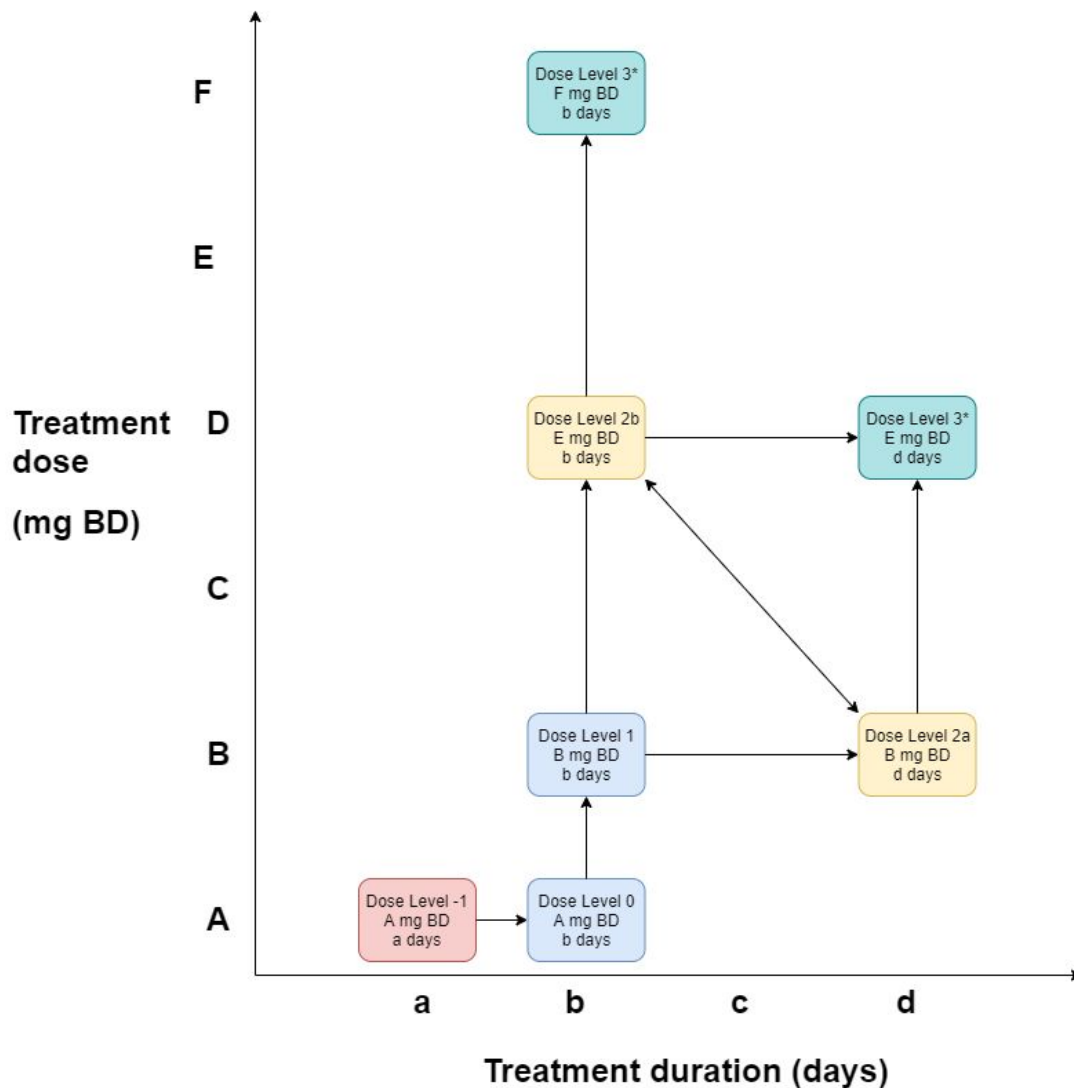 F
Dose Level 3*
F mg BD
b days
E
Treatment
dose
(mg BD)
D
Dose Level 2b
E mg BD
b days
Dose Level 3*
E mg BD
d days
C
B
Dose Level 1
B mg BD
b days
Dose Level 2a
B mg BD
d days
A
Dose Level -1
A mg BD
a days
Dose Level 0
A mg BD
b days
a b c d
Treatment duration (days)